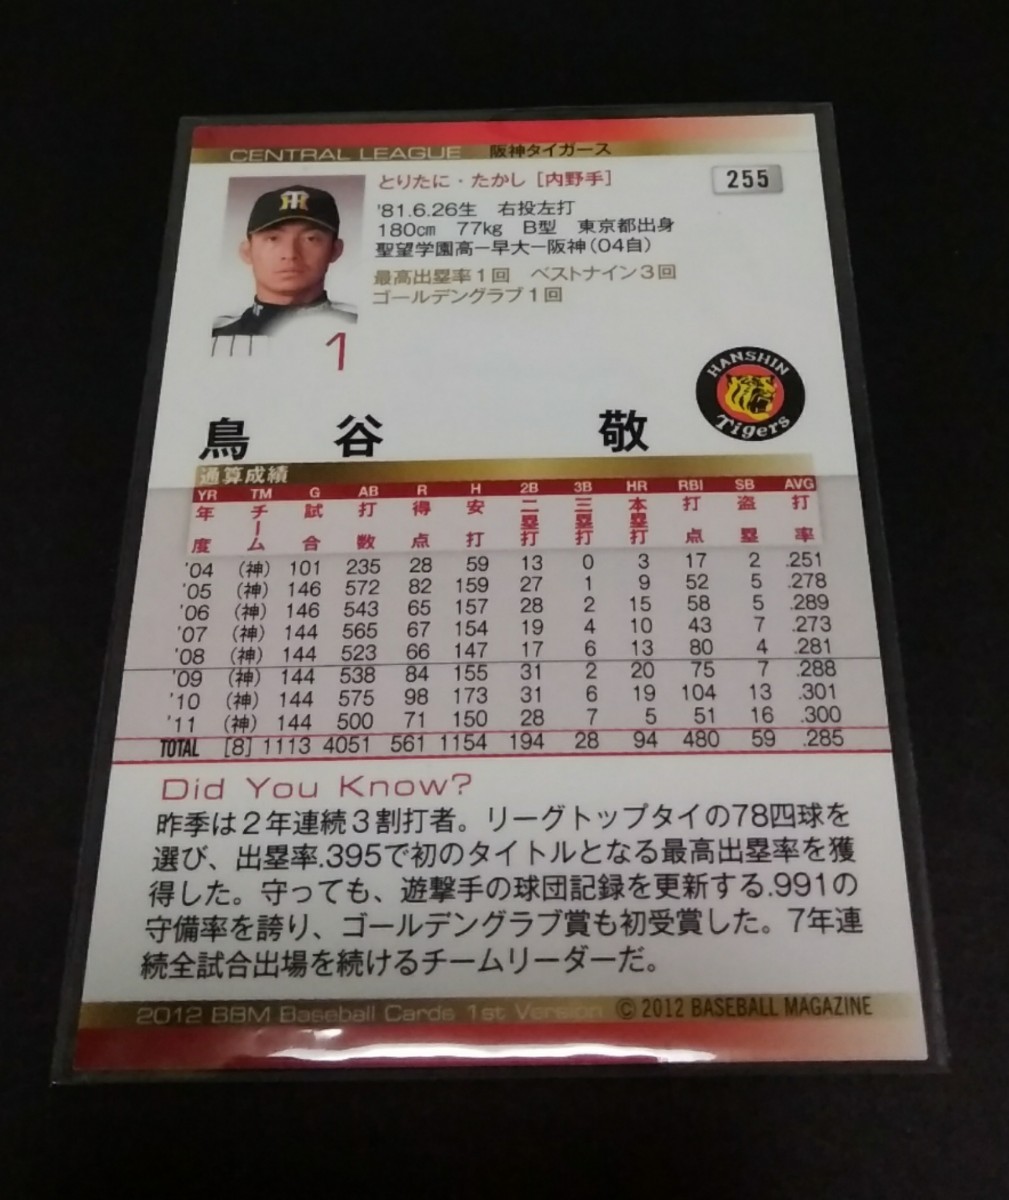 CENTRAL LEAGUE 阪神タイガース
255
とりたに・たかし [内野手]
'81.6.26生 右投左打
180cm 77kg B型 東京都出身
聖望学園高ー早大ー阪神(04自)
最高出塁率1回 ベストナイン3回
ゴールデングラブ1回
1
HANSHIN
Tigers
鳥谷 敬
通算成績
YR TM G AB R H 2B 3B HR RBI SB AVG
年度 チーム 試合 打数 得点 安打 二塁打 三塁打 本塁打 打点 盗塁 打率
'04 (神) 101 235 28 59 13 0 3 17 2 .251
'05 (神) 146 572 82 159 27 1 9 52 5 .278
'06 (神) 146 543 65 157 28 2 15 58 5 .289
'07 (神) 144 565 67 154 19 4 10 43 7 .273
'08 (神) 144 523 66 147 17 6 13 80 4 .281
'09 (神) 144 538 84 155 31 2 20 75 7 .288
'10 (神) 144 575 98 173 31 6 19 104 13 .301
'11 (神) 144 500 71 150 28 7 5 51 16 .300
TOTAL [8] 1113 4051 561 1154 194 28 94 480 59 .285
Did You Know?
昨季は2年連続3割打者。リーグトップタイの78四球を
選び、出塁率.395で初のタイトルとなる最高出塁率を獲
得した。守っても、遊撃手の球団記録を更新する.991の
守備率を誇り、ゴールデングラブ賞も初受賞した。7年連
続全試合出場を続けるチームリーダーだ。
2012 BBM Baseball Cards 1st Version © 2012 BASEBALL MAGAZINE